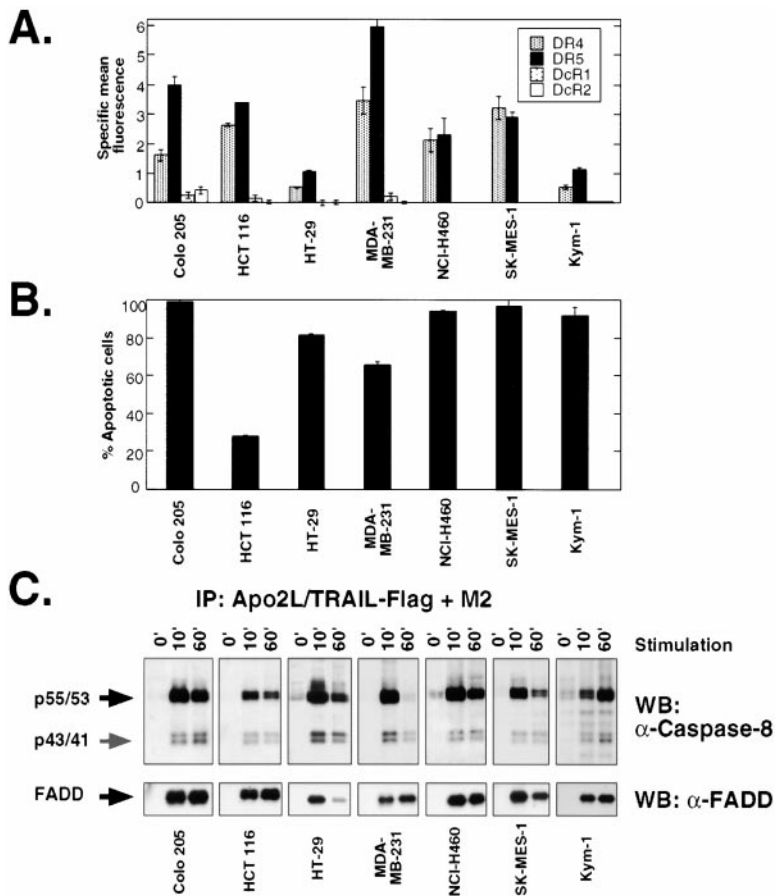 A.
Specific mean
fluorescence
6
5
4
3
2
1
0
DR4
DR5
DcR1
DcR2
Colo 205
HCT 116
HT-29
MDA-
MB-231
NCI-H460
SK-MES-1
Kym-1
B.
% Apoptotic cells
100
80
60
40
20
0
Colo 205
HCT 116
HT-29
MDA-
MB-231
NCI-H460
SK-MES-1
Kym-1
C.
IP: Apo2L/TRAIL-Flag + M2
0' 10' 60' 0' 10' 60' 0' 10' 60' 0' 10' 60' 0' 10' 60' 0' 10' 60' 0' 10' 60' Stimulation
p55/53
WB:
α-Caspase-8
p43/41
FADD
WB: α-FADD
Colo 205
HCT 116
HT-29
MDA-
MB-231
NCI-H460
SK-MES-1
Kym-1